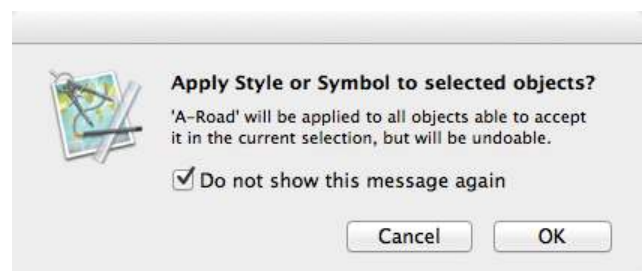 Apply Style or Symbol to selected objects?
'A-Road' will be applied to all objects able to accept
it in the current selection, but will be undoable.
Do not show this message again
Cancel OK